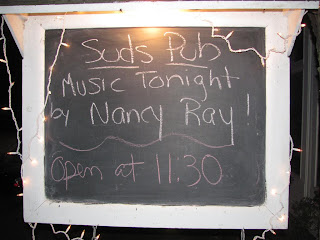 Suds Pub
Music Tonight
by Nancy Ray!
Open at 11:30